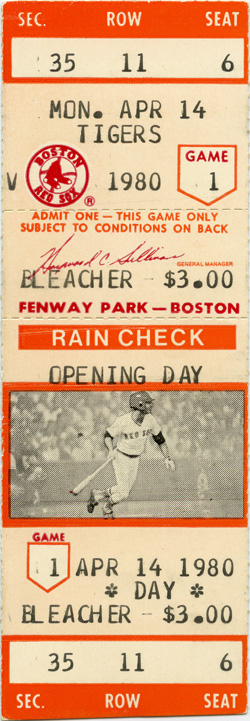 SEC. ROW SEAT
35 11 6
MON. APR 14
TIGERS
BOSTON
RED SOX
®
GAME
V 1980 1
ADMIT ONE — THIS GAME ONLY
SUBJECT TO CONDITIONS ON BACK
Haywood C. Sullivan
GENERAL MANAGER
BLEACHER — $3.00
FENWAY PARK — BOSTON
RAIN CHECK
OPENING DAY
RED SOX
GAME
1 APR 14 1980
* DAY *
BLEACHER — $3.00
35 11 6
SEC. ROW SEAT